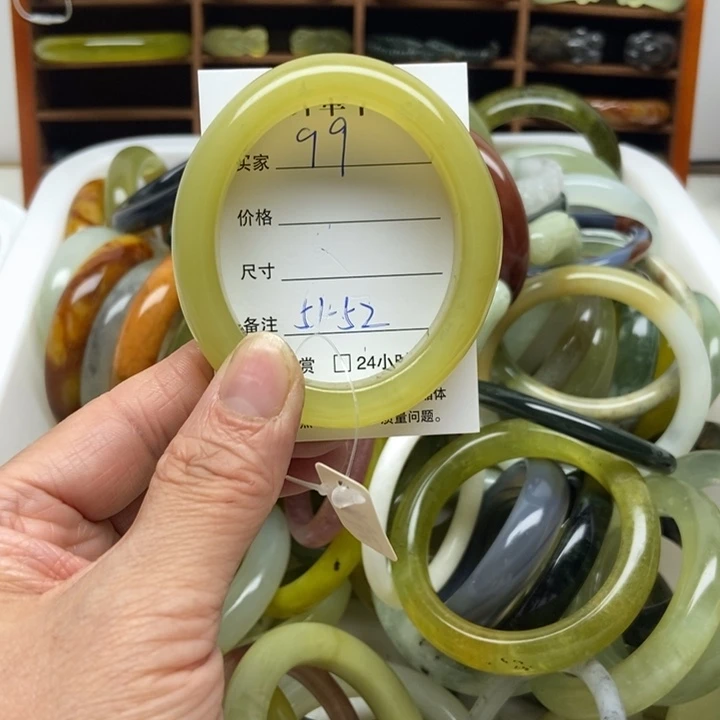 买家 99
价格
尺寸
备注 51-52
赏 □ 24小时
质量问题。